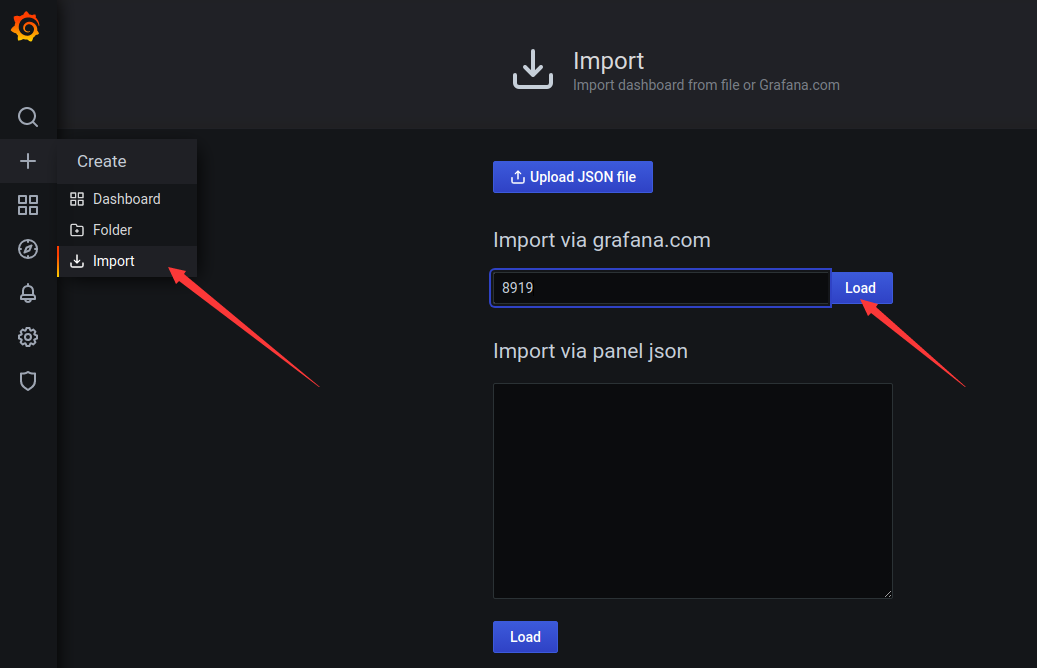 Import
Import dashboard from file or Grafana.com
Create
Dashboard
Folder
Import
Upload JSON file
Import via grafana.com
8919
Load
Import via panel json
Load